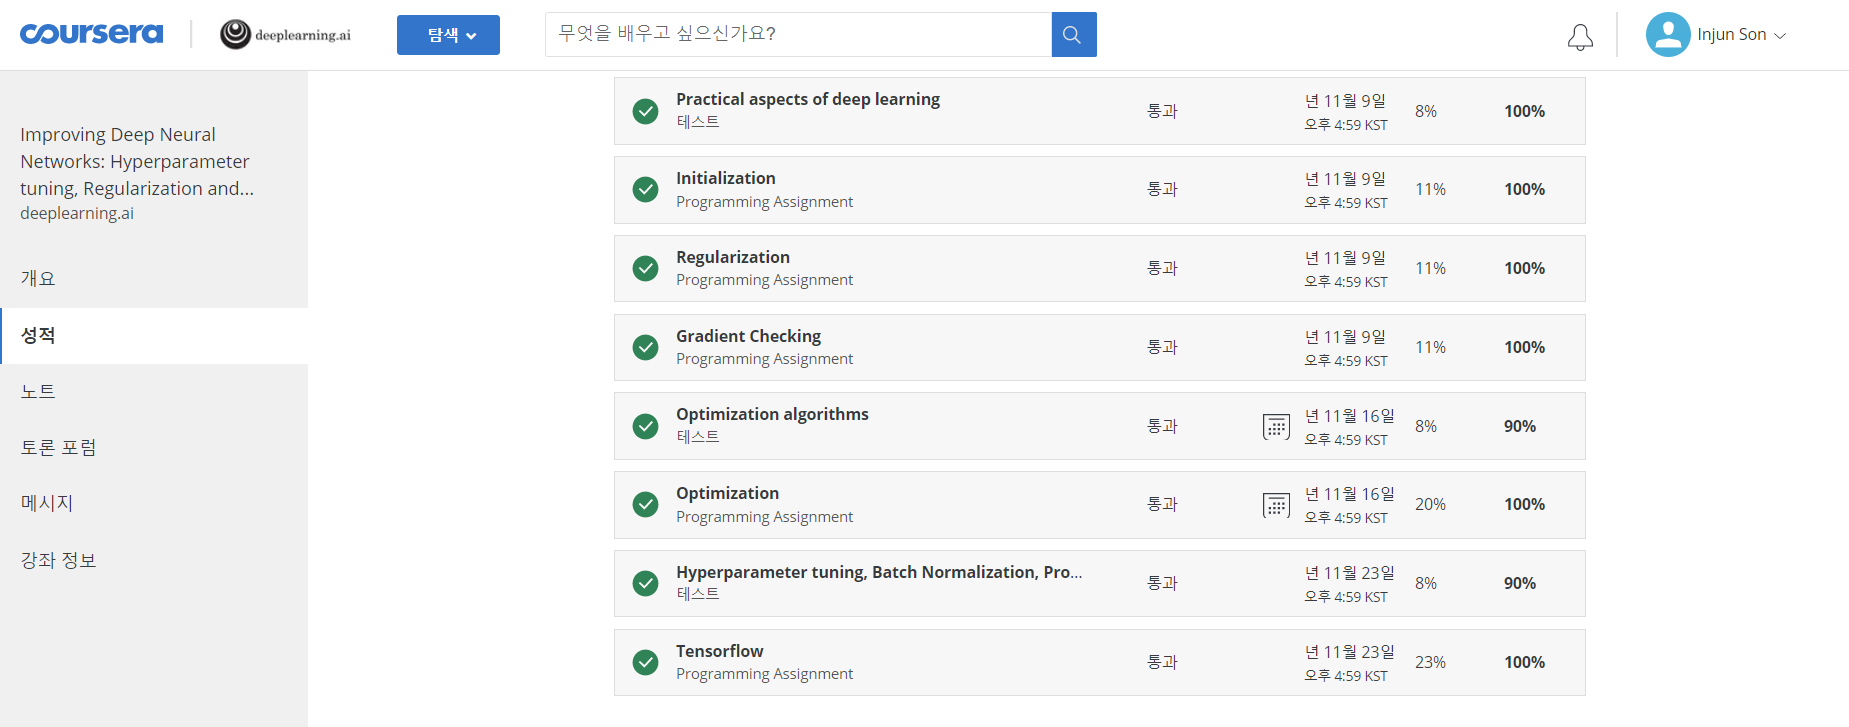 coursera
deeplearning.ai
탐색
무엇을 배우고 싶으신가요?
Injun Son
Improving Deep Neural
Networks: Hyperparameter
tuning, Regularization and...
deeplearning.ai
개요
성적
노트
토론 포럼
메시지
강좌 정보
Practical aspects of deep learning
테스트
통과
년 11월 9일
오후 4:59 KST
8%
100%
Initialization
Programming Assignment
통과
년 11월 9일
오후 4:59 KST
11%
100%
Regularization
Programming Assignment
통과
년 11월 9일
오후 4:59 KST
11%
100%
Gradient Checking
Programming Assignment
통과
년 11월 9일
오후 4:59 KST
11%
100%
Optimization algorithms
테스트
통과
년 11월 16일
오후 4:59 KST
8%
90%
Optimization
Programming Assignment
통과
년 11월 16일
오후 4:59 KST
20%
100%
Hyperparameter tuning, Batch Normalization, Pro...
테스트
통과
년 11월 23일
오후 4:59 KST
8%
90%
Tensorflow
Programming Assignment
통과
년 11월 23일
오후 4:59 KST
23%
100%